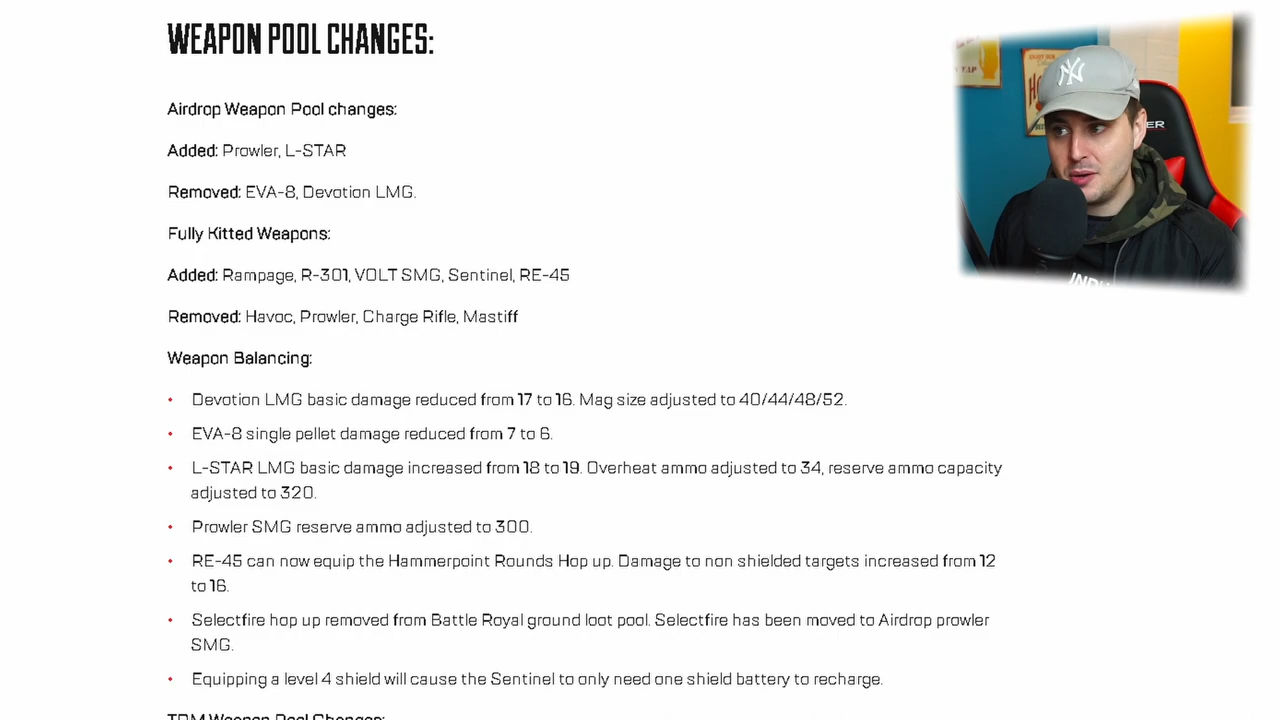 WEAPON POOL CHANGES:
Airdrop Weapon Pool changes:
Added: Prowler, L-STAR
Removed: EVA-8, Devotion LMG.
Fully Kitted Weapons:
Added: Rampage, R-301, VOLT SMG, Sentinel, RE-45
Removed: Havoc, Prowler, Charge Rifle, Mastiff
Weapon Balancing:
• Devotion LMG basic damage reduced from 17 to 16. Mag size adjusted to 40/44/48/52.
• EVA-8 single pellet damage reduced from 7 to 6.
• L-STAR LMG basic damage increased from 18 to 19. Overheat ammo adjusted to 34, reserve ammo capacity
adjusted to 320.
• Prowler SMG reserve ammo adjusted to 300.
• RE-45 can now equip the Hammerpoint Rounds Hop up. Damage to non shielded targets increased from 12
to 16.
• Selectfire hop up removed from Battle Royal ground loot pool. Selectfire has been moved to Airdrop prowler
SMG.
• Equipping a level 4 shield will cause the Sentinel to only need one shield battery to recharge.
TDM Weapon Pool Changes:
NY
TAP
ER